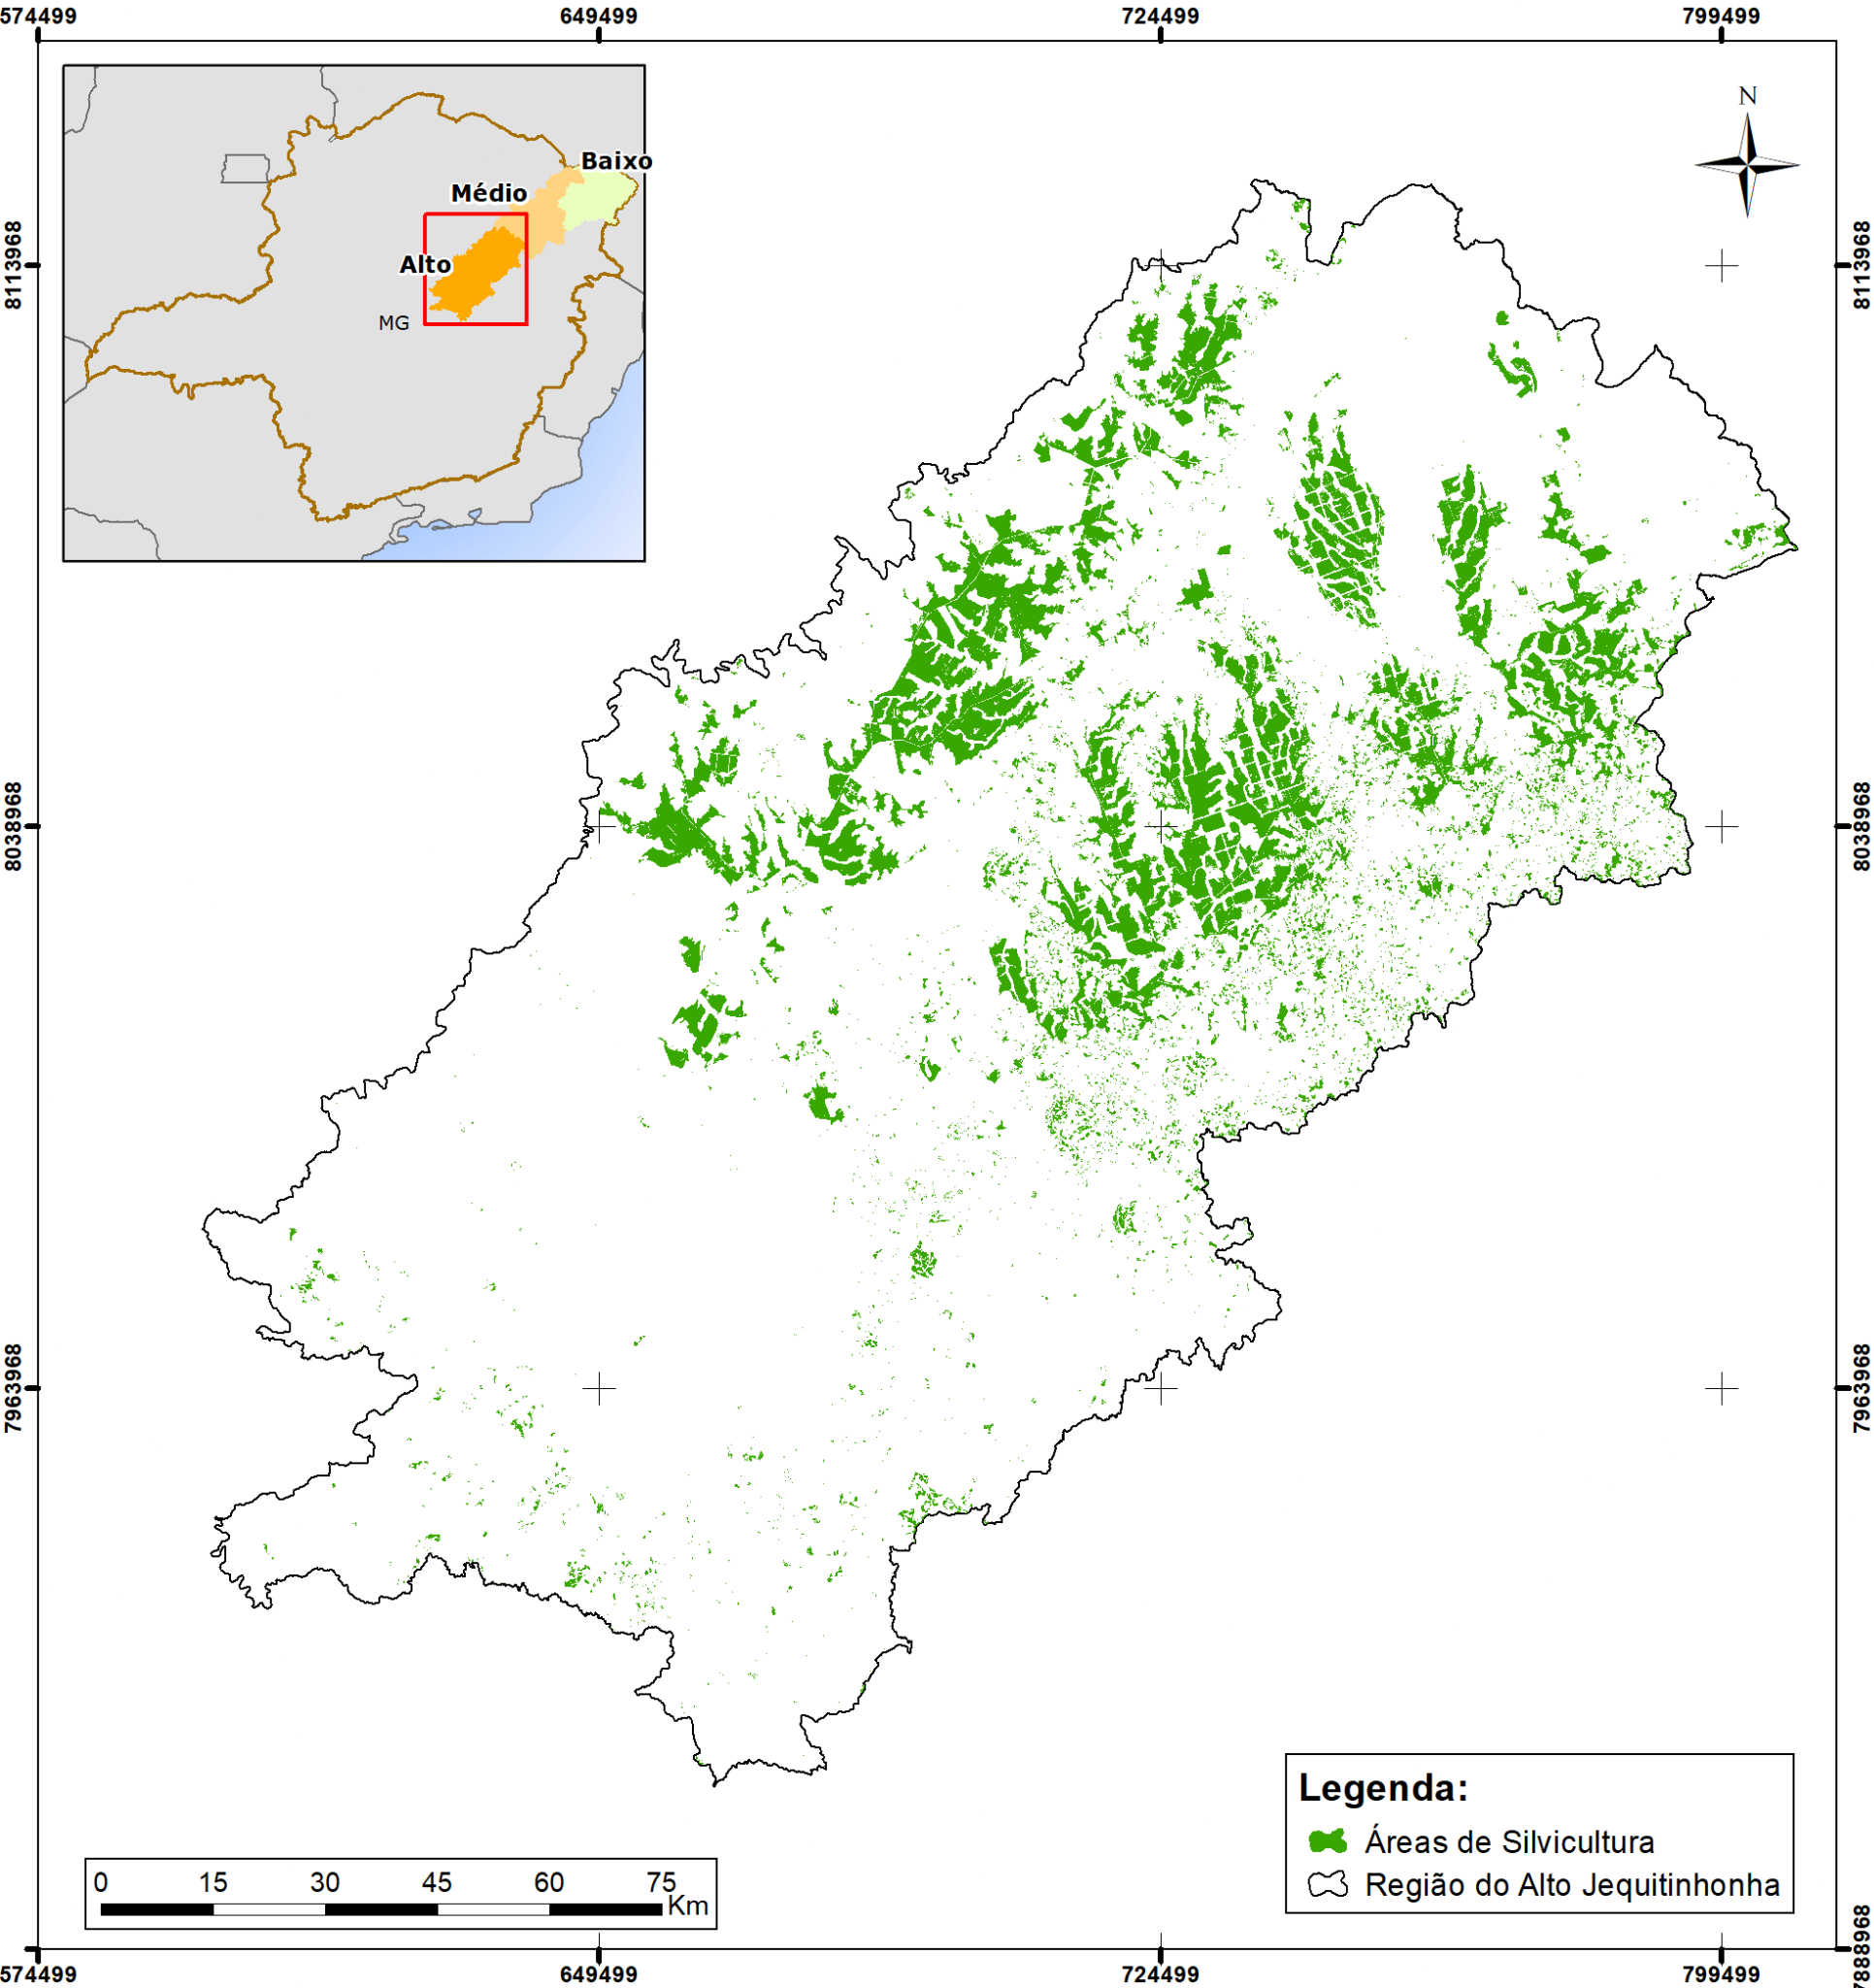 574499 649499 724499 799499
N
Baixo
Médio
Alto
MG
8113968 8113968
8038968 8038968
7963968 7963968
Legenda:
Áreas de Silvicultura
Região do Alto Jequitinhonha
0 15 30 45 60 75
Km
7888968
574499 649499 724499 799499